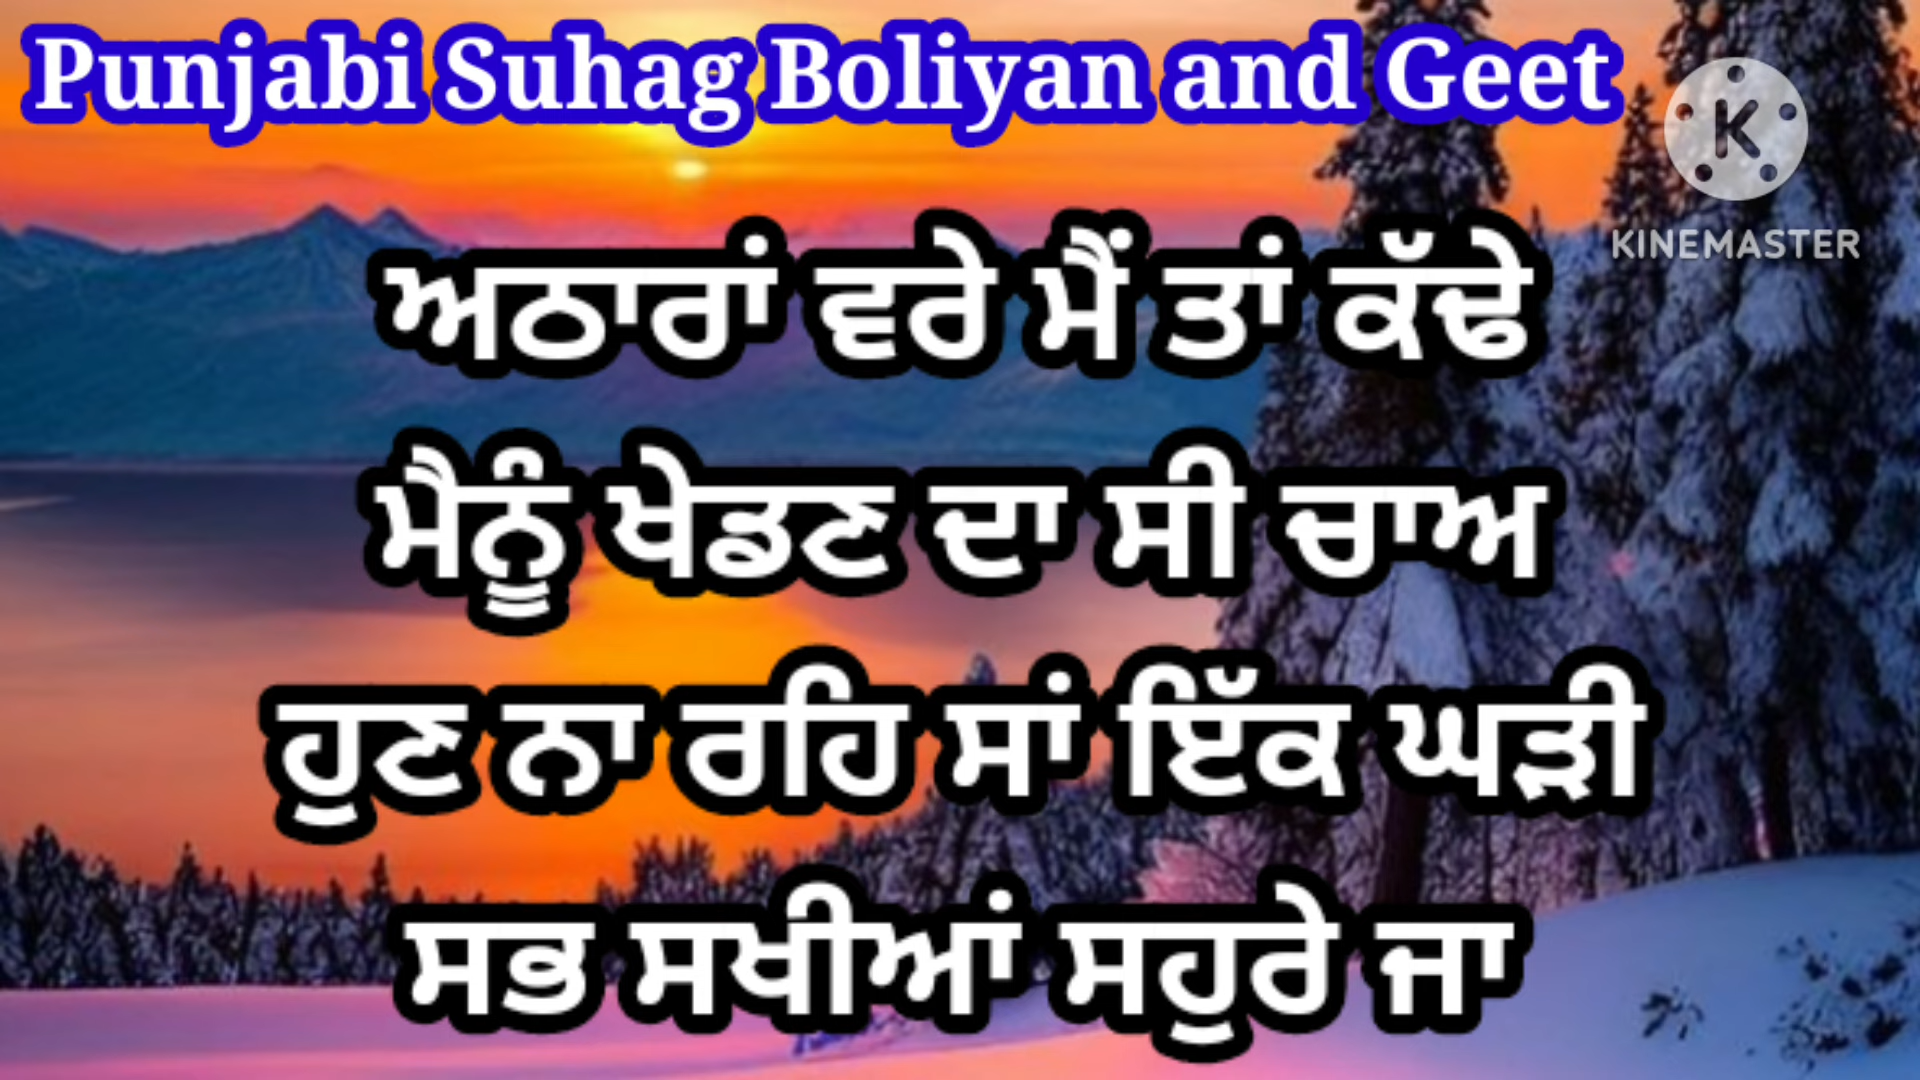 Punjabi Suhag Boliyan and Geet
K
KINEMASTER
ਅਠਾਰਾਂ ਵਰੇ ਮੈਂ ਤਾਂ ਕੱਢੇ
ਮੈਨੂੰ ਖੇਡਣ ਦਾ ਸੀ ਚਾਅ
ਹੁਣ ਨਾ ਰਹਿ ਸਾਂ ਇੱਕ ਘੜੀ
ਸਭ ਸਖੀਆਂ ਸਹੁਰੇ ਜਾ